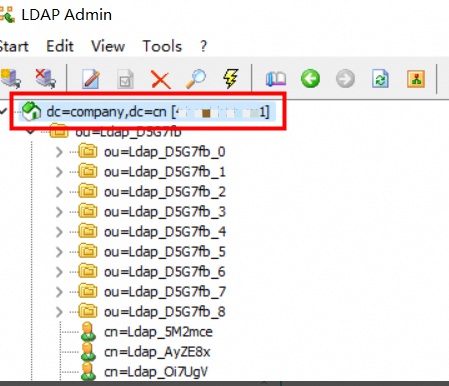 LDAP Admin
Start Edit View Tools ?
dc=company,dc=cn [1]
ou=Ldap_D5G7fb
ou=Ldap_D5G7fb_0
ou=Ldap_D5G7fb_1
ou=Ldap_D5G7fb_2
ou=Ldap_D5G7fb_3
ou=Ldap_D5G7fb_4
ou=Ldap_D5G7fb_5
ou=Ldap_D5G7fb_6
ou=Ldap_D5G7fb_7
ou=Ldap_D5G7fb_8
cn=Ldap_5M2mce
cn=Ldap_AyZE8x
cn=Ldap_Oi7UgV